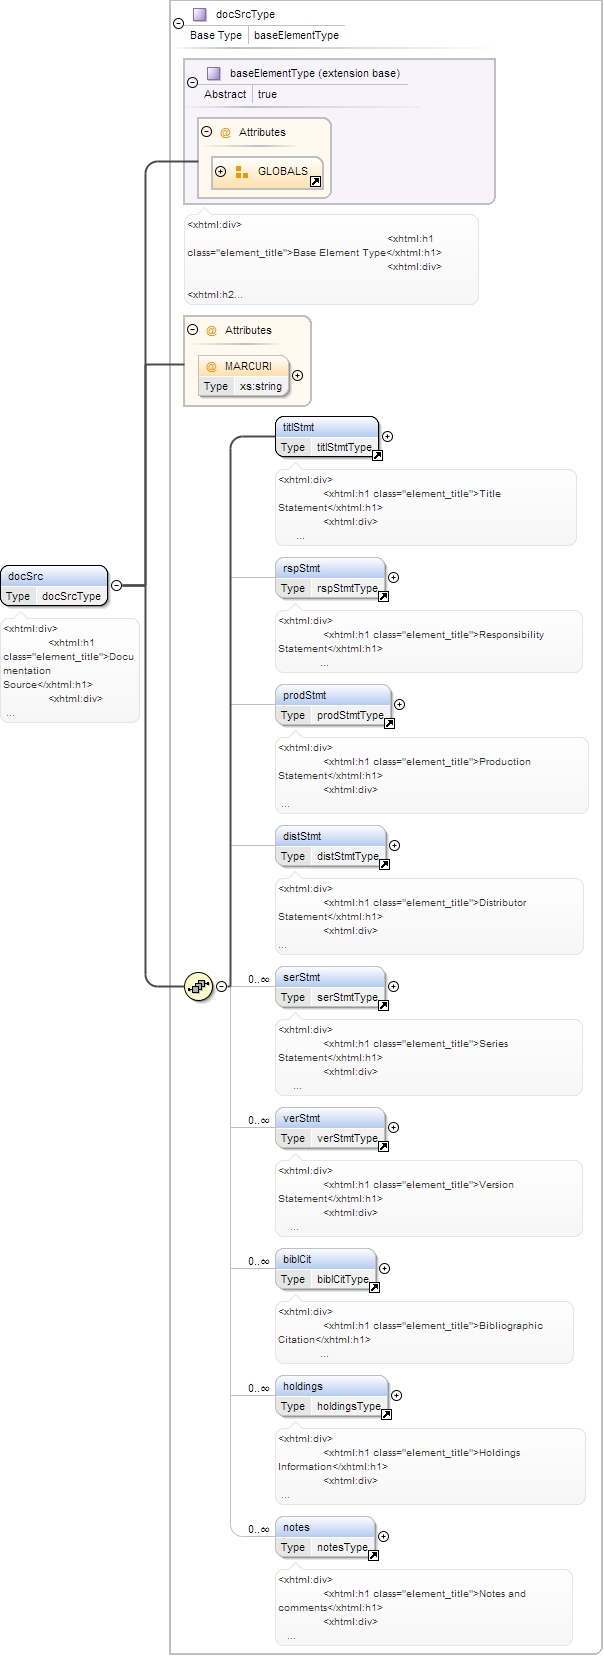 docSrcType
Base Type baseElementType
baseElementType (extension base)
Abstract true
@ Attributes
GLOBALS
<xhtml:div>
<xhtml:h1
class="element_title">Base Element Type</xhtml:h1>
<xhtml:div>
<xhtml:h2...
@ Attributes
@ MARCURI
Type xs:string
titlStmt
Type titlStmtType
<xhtml:div>
<xhtml:h1 class="element_title">Title
Statement</xhtml:h1>
<xhtml:div>
...
docSrc
Type docSrcType
<xhtml:div>
<xhtml:h1
class="element_title">Docu
mentation
Source</xhtml:h1>
<xhtml:div>
...
rspStmt
Type rspStmtType
<xhtml:div>
<xhtml:h1 class="element_title">Responsibility
Statement</xhtml:h1>
...
prodStmt
Type prodStmtType
<xhtml:div>
<xhtml:h1 class="element_title">Production
Statement</xhtml:h1>
<xhtml:div>
...
distStmt
Type distStmtType
<xhtml:div>
<xhtml:h1 class="element_title">Distributor
Statement</xhtml:h1>
<xhtml:div>
...
0..∞ serStmt
Type serStmtType
<xhtml:div>
<xhtml:h1 class="element_title">Series
Statement</xhtml:h1>
<xhtml:div>
...
0..∞ verStmt
Type verStmtType
<xhtml:div>
<xhtml:h1 class="element_title">Version
Statement</xhtml:h1>
<xhtml:div>
...
0..∞ biblCit
Type biblCitType
<xhtml:div>
<xhtml:h1 class="element_title">Bibliographic
Citation</xhtml:h1>
...
0..∞ holdings
Type holdingsType
<xhtml:div>
<xhtml:h1 class="element_title">Holdings
Information</xhtml:h1>
<xhtml:div>
...
0..∞ notes
Type notesType
<xhtml:div>
<xhtml:h1 class="element_title">Notes and
comments</xhtml:h1>
<xhtml:div>
...